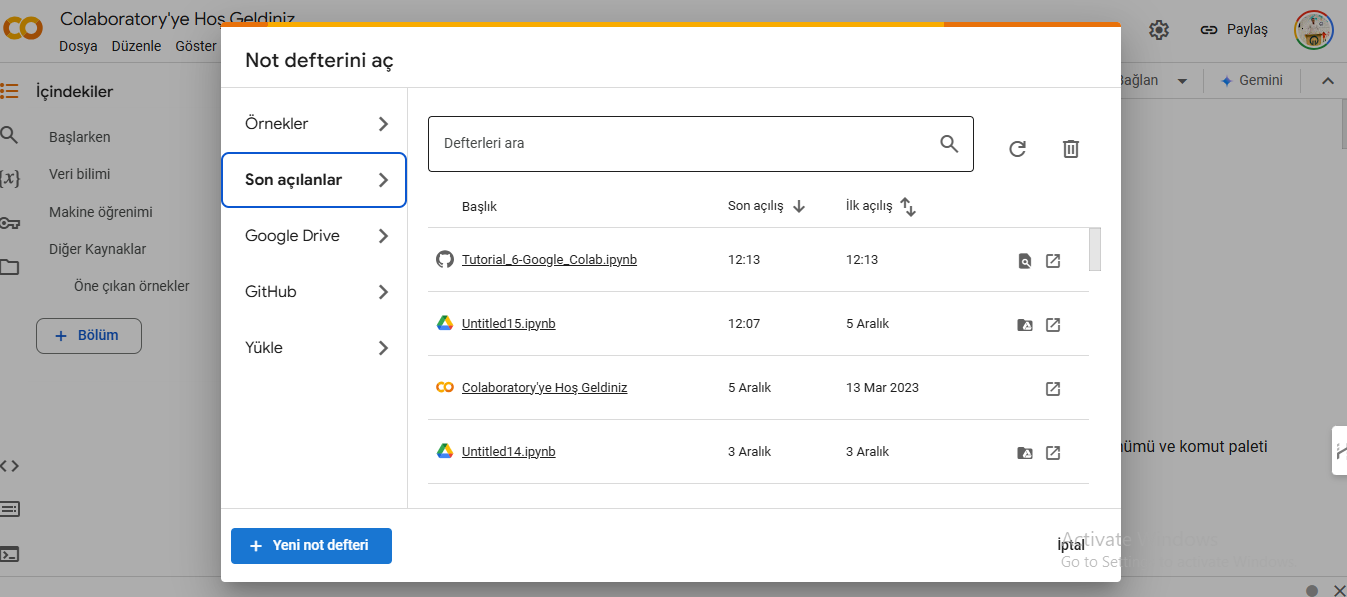 Colaboratory'ye Hoş Geldiniz
Dosya Düzenle Göster
Paylaş
Bağlan
Gemini
İçindekiler
Başlarken
Veri bilimi
Makine öğrenimi
Diğer Kaynaklar
Öne çıkan örnekler
+ Bölüm
Not defterini aç
Örnekler
Son açılanlar
Google Drive
GitHub
Yükle
Defterleri ara
Başlık Son açılış İlk açılış
Tutorial_6-Google_Colab.ipynb 12:13 12:13
Untitled15.ipynb 12:07 5 Aralık
Colaboratory'ye Hoş Geldiniz 5 Aralık 13 Mar 2023
Untitled14.ipynb 3 Aralık 3 Aralık
+ Yeni not defteri
İptal
ve komut paleti
Activate Windows
Go to Settings to activate Windows.